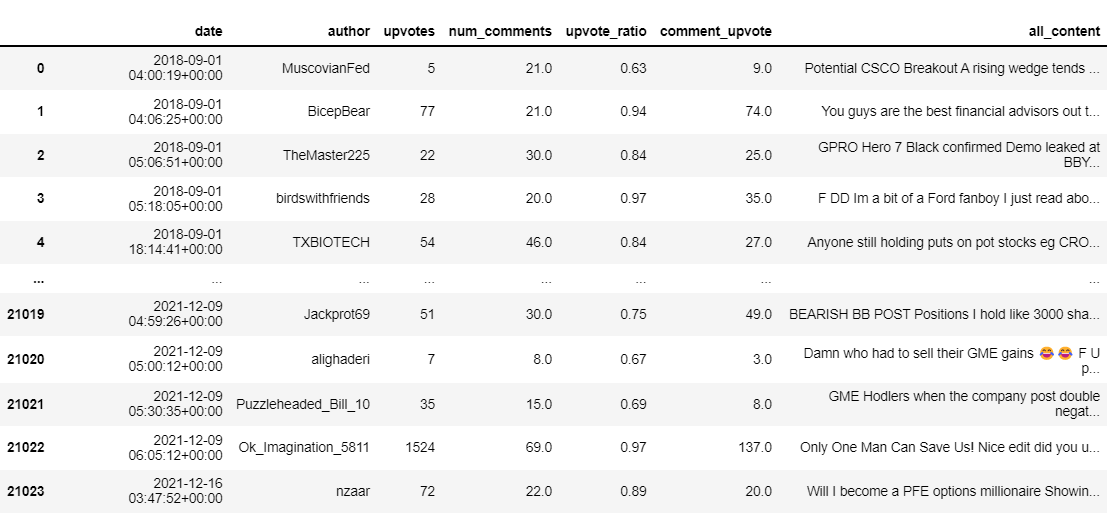 date author upvotes num_comments upvote_ratio comment_upvote all_content
0 2018-09-01 04:00:19+00:00 MuscovianFed 5 21.0 0.63 9.0 Potential CSCO Breakout A rising wedge tends ...
1 2018-09-01 04:06:25+00:00 BicepBear 77 21.0 0.94 74.0 You guys are the best financial advisors out t...
2 2018-09-01 05:06:51+00:00 TheMaster225 22 30.0 0.84 25.0 GPRO Hero 7 Black confirmed Demo leaked at BBY...
3 2018-09-01 05:18:05+00:00 birdswithfriends 28 20.0 0.97 35.0 F DD Im a bit of a Ford fanboy I just read abo...
4 2018-09-01 18:14:41+00:00 TXBIOTECH 54 46.0 0.84 27.0 Anyone still holding puts on pot stocks eg CRO...
... ... ... ... ... ... ... ...
21019 2021-12-09 04:59:26+00:00 Jackprot69 51 30.0 0.75 49.0 BEARISH BB POST Positions I hold like 3000 sha...
21020 2021-12-09 05:00:12+00:00 alighaderi 7 8.0 0.67 3.0 Damn who had to sell their GME gains 😂😂 F U p...
21021 2021-12-09 05:30:35+00:00 Puzzleheaded_Bill_10 35 15.0 0.69 8.0 GME Hodlers when the company post double negat...
21022 2021-12-09 06:05:12+00:00 Ok_Imagination_5811 1524 69.0 0.97 137.0 Only One Man Can Save Us! Nice edit did you u...
21023 2021-12-16 03:47:52+00:00 nzaar 72 22.0 0.89 20.0 Will I become a PFE options millionaire Showin...